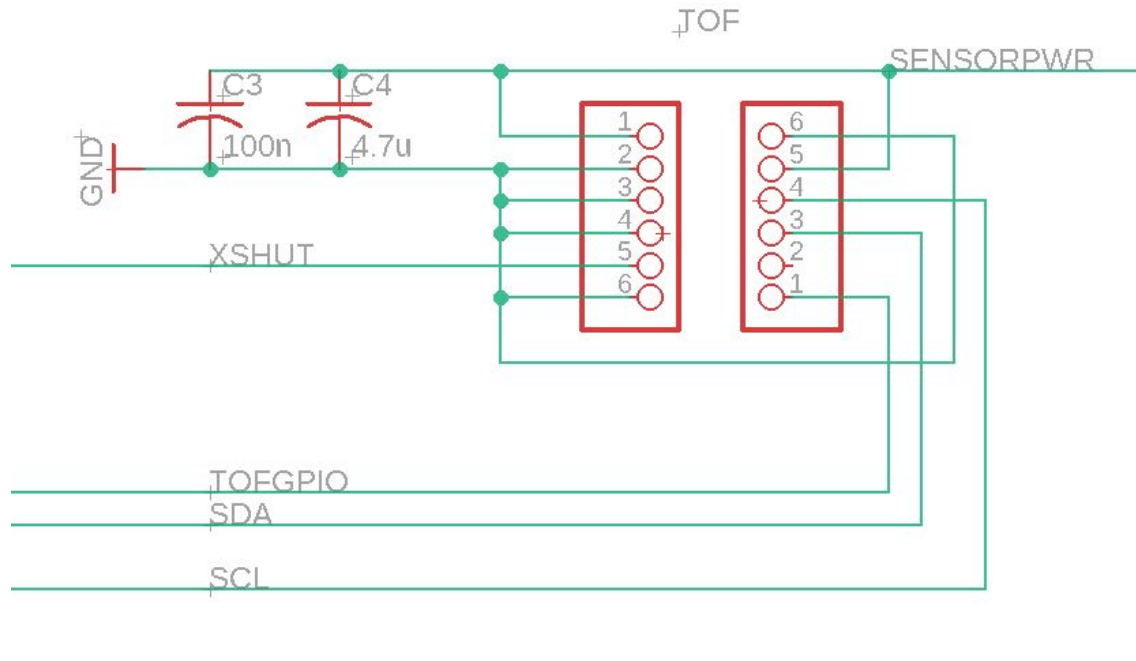 TOF
SENSORPWR
C3
C4
100n
4.7u
GND
1
2
3
4
5
6
6
5
4
3
2
1
XSHUT
TOFGPIO
SDA
SCL